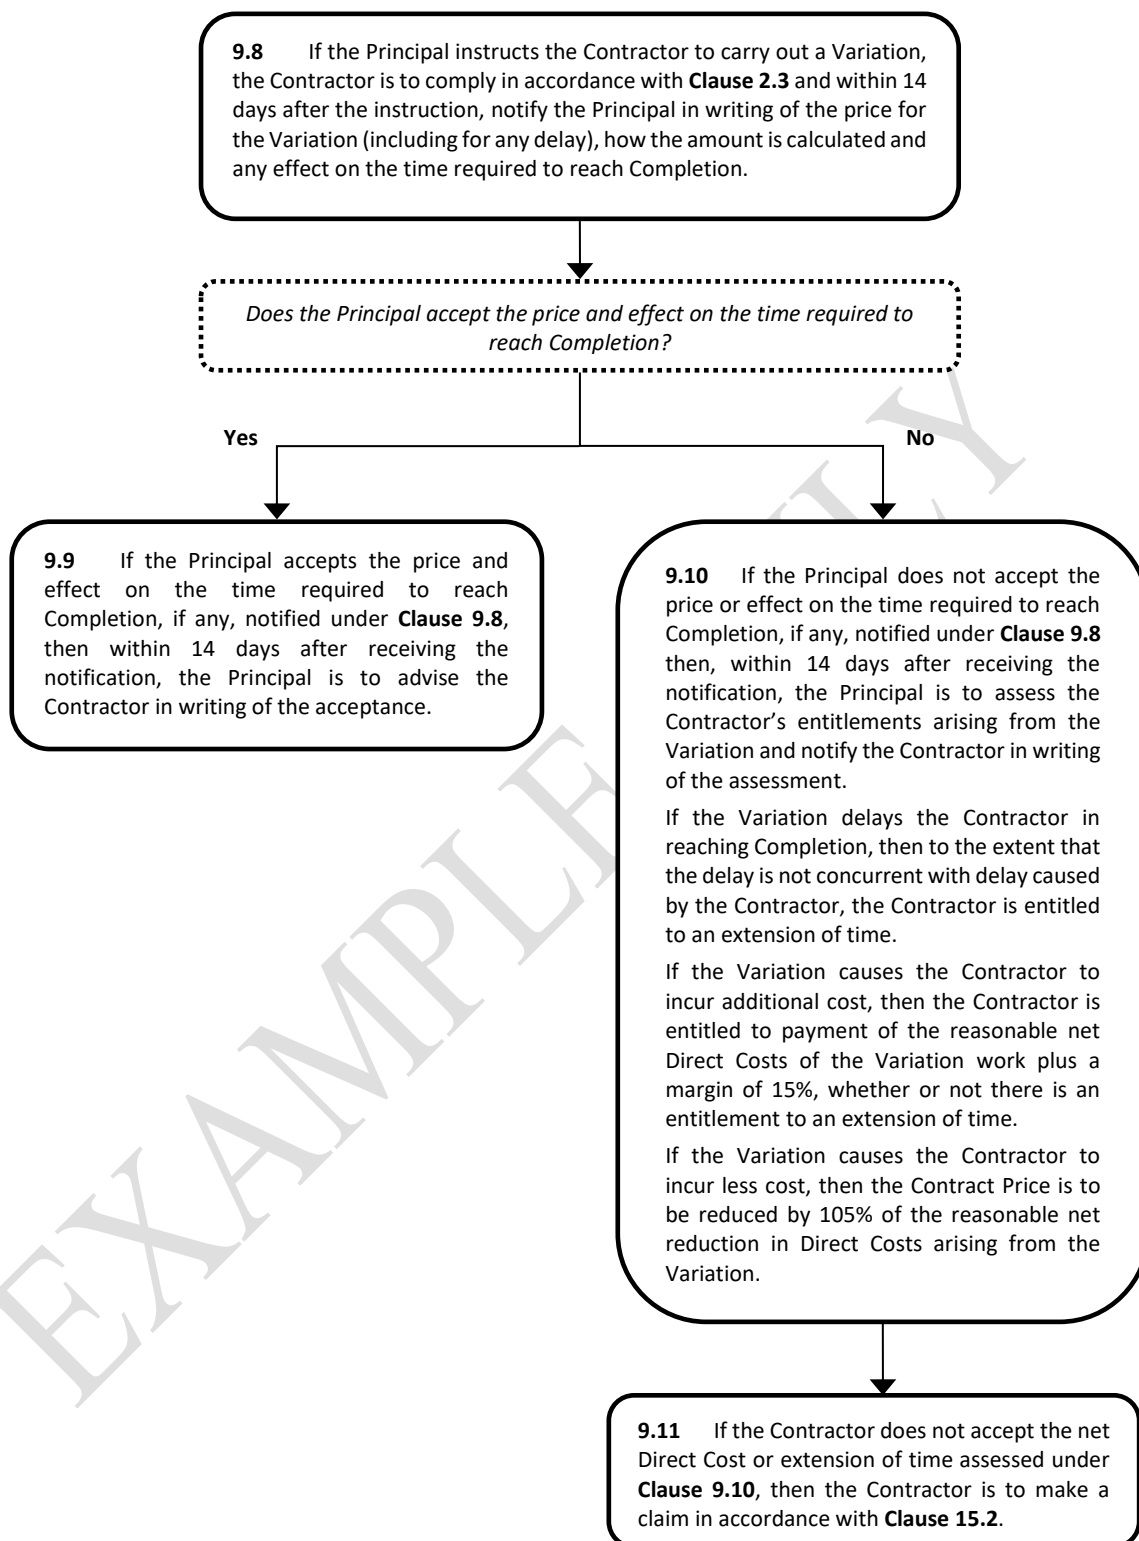 9.8 If the Principal instructs the Contractor to carry out a Variation,
the Contractor is to comply in accordance with Clause 2.3 and within 14
days after the instruction, notify the Principal in writing of the price for
the Variation (including for any delay), how the amount is calculated and
any effect on the time required to reach Completion.
Does the Principal accept the price and effect on the time required to
reach Completion?
Yes
No
9.9 If the Principal accepts the price and
effect on the time required to reach
Completion, if any, notified under Clause 9.8,
then within 14 days after receiving the
notification, the Principal is to advise the
Contractor in writing of the acceptance.
9.10 If the Principal does not accept the
price or effect on the time required to reach
Completion, if any, notified under Clause 9.8
then, within 14 days after receiving the
notification, the Principal is to assess the
Contractor’s entitlements arising from the
Variation and notify the Contractor in writing
of the assessment.
If the Variation delays the Contractor in
reaching Completion, then to the extent that
the delay is not concurrent with delay caused
by the Contractor, the Contractor is entitled
to an extension of time.
If the Variation causes the Contractor to
incur additional cost, then the Contractor is
entitled to payment of the reasonable net
Direct Costs of the Variation work plus a
margin of 15%, whether or not there is an
entitlement to an extension of time.
If the Variation causes the Contractor to
incur less cost, then the Contract Price is to
be reduced by 105% of the reasonable net
reduction in Direct Costs arising from the
Variation.
9.11 If the Contractor does not accept the net
Direct Cost or extension of time assessed under
Clause 9.10, then the Contractor is to make a
claim in accordance with Clause 15.2.
EXAMPLE